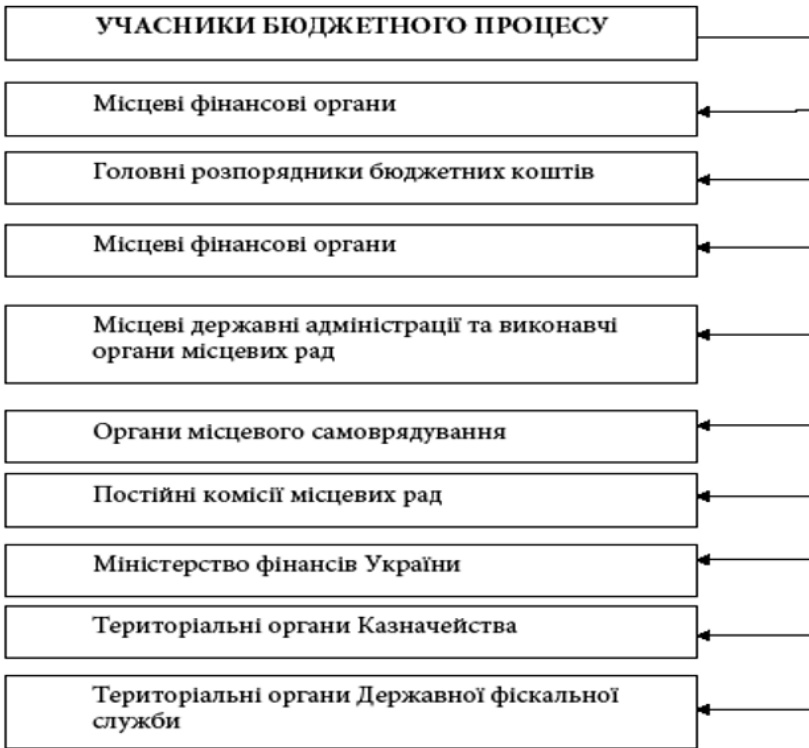 УЧАСНИКИ БЮДЖЕТНОГО ПРОЦЕСУ
Місцеві фінансові органи
Головні розпорядники бюджетних коштів
Місцеві фінансові органи
Місцеві державні адміністрації та виконавчі
органи місцевих рад
Органи місцевого самоврядування
Постійні комісії місцевих рад
Міністерство фінансів України
Територіальні органи Казначейства
Територіальні органи Державної фіскальної
служби